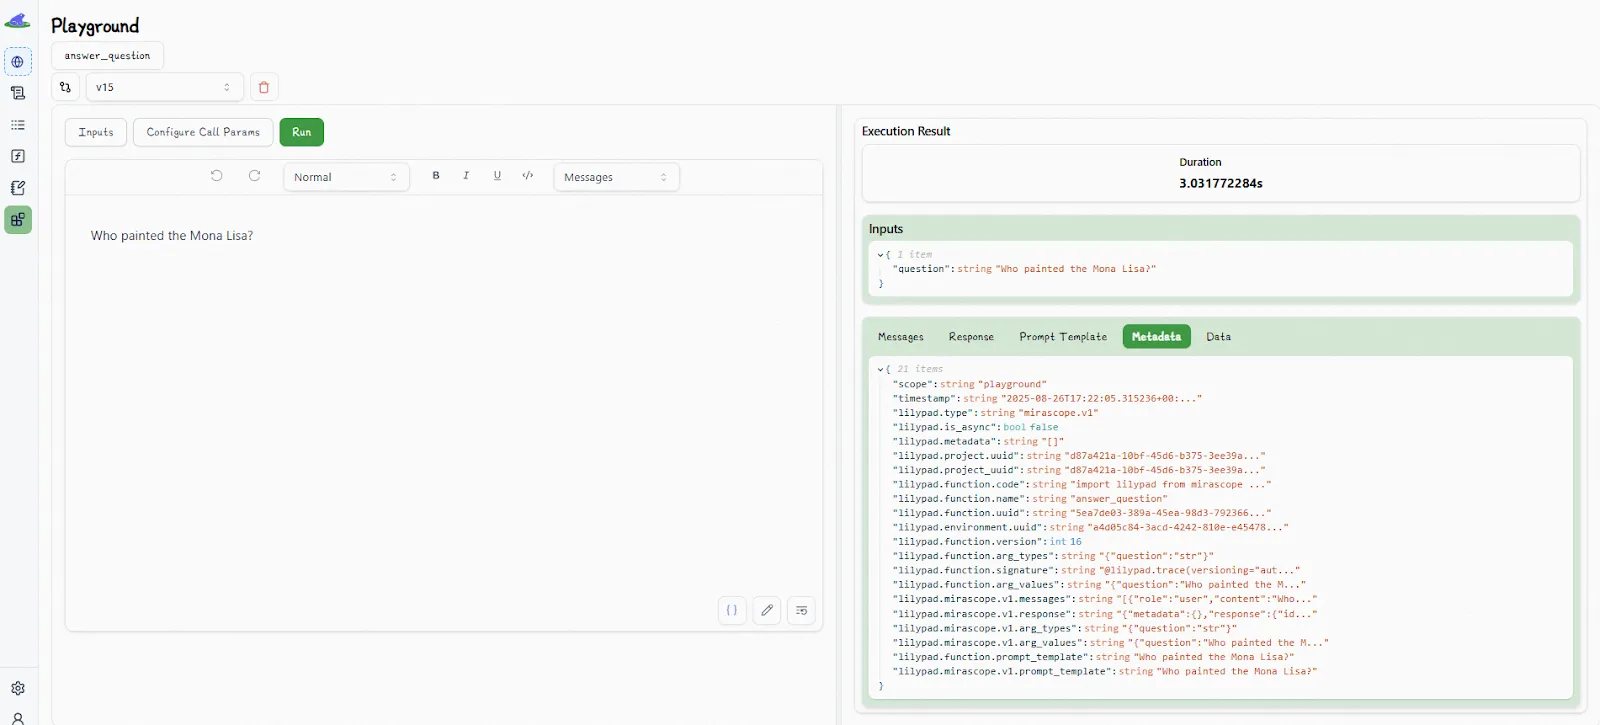 Playground
answer_question
v15
Inputs Configure Call Params Run
Normal B I U </> Messages
Who painted the Mona Lisa?
{}
Execution Result
Duration
3.031772284s
Inputs
{ 1 item
"question": string "Who painted the Mona Lisa?"
}
Messages Response Prompt Template Metadata Data
{ 21 items
"scope": string "playground"
"timestamp": string "2025-08-26T17:22:05.315236+00:..."
"lilypad.type": string "mirascope.v1"
"lilypad.is_async": bool false
"lilypad.metadata": string "[]"
"lilypad.project.uuid": string "d87a421a-10bf-45d6-b375-3ee39a..."
"lilypad.project_uuid": string "d87a421a-10bf-45d6-b375-3ee39a..."
"lilypad.function.code": string "import lilypad from mirascope ..."
"lilypad.function.name": string "answer_question"
"lilypad.function.uuid": string "5ea7de03-389a-45ea-98d3-792366..."
"lilypad.environment.uuid": string "a4d05c84-3acd-4242-810e-e45478..."
"lilypad.function.version": int 16
"lilypad.function.arg_types": string "{"question":"str"}"
"lilypad.function.signature": string "@lilypad.trace(versioning="aut..."
"lilypad.function.arg_values": string "{"question":"Who painted the M..."
"lilypad.mirascope.v1.messages": string "[{"role":"user","content":"Who..."
"lilypad.mirascope.v1.response": string "{"metadata":{},"response":{"id..."
"lilypad.mirascope.v1.arg_types": string "{"question":"str"}"
"lilypad.mirascope.v1.arg_values": string "{"question":"Who painted the M..."
"lilypad.function.prompt_template": string "Who painted the Mona Lisa?"
"lilypad.mirascope.v1.prompt_template": string "Who painted the Mona Lisa?"
}